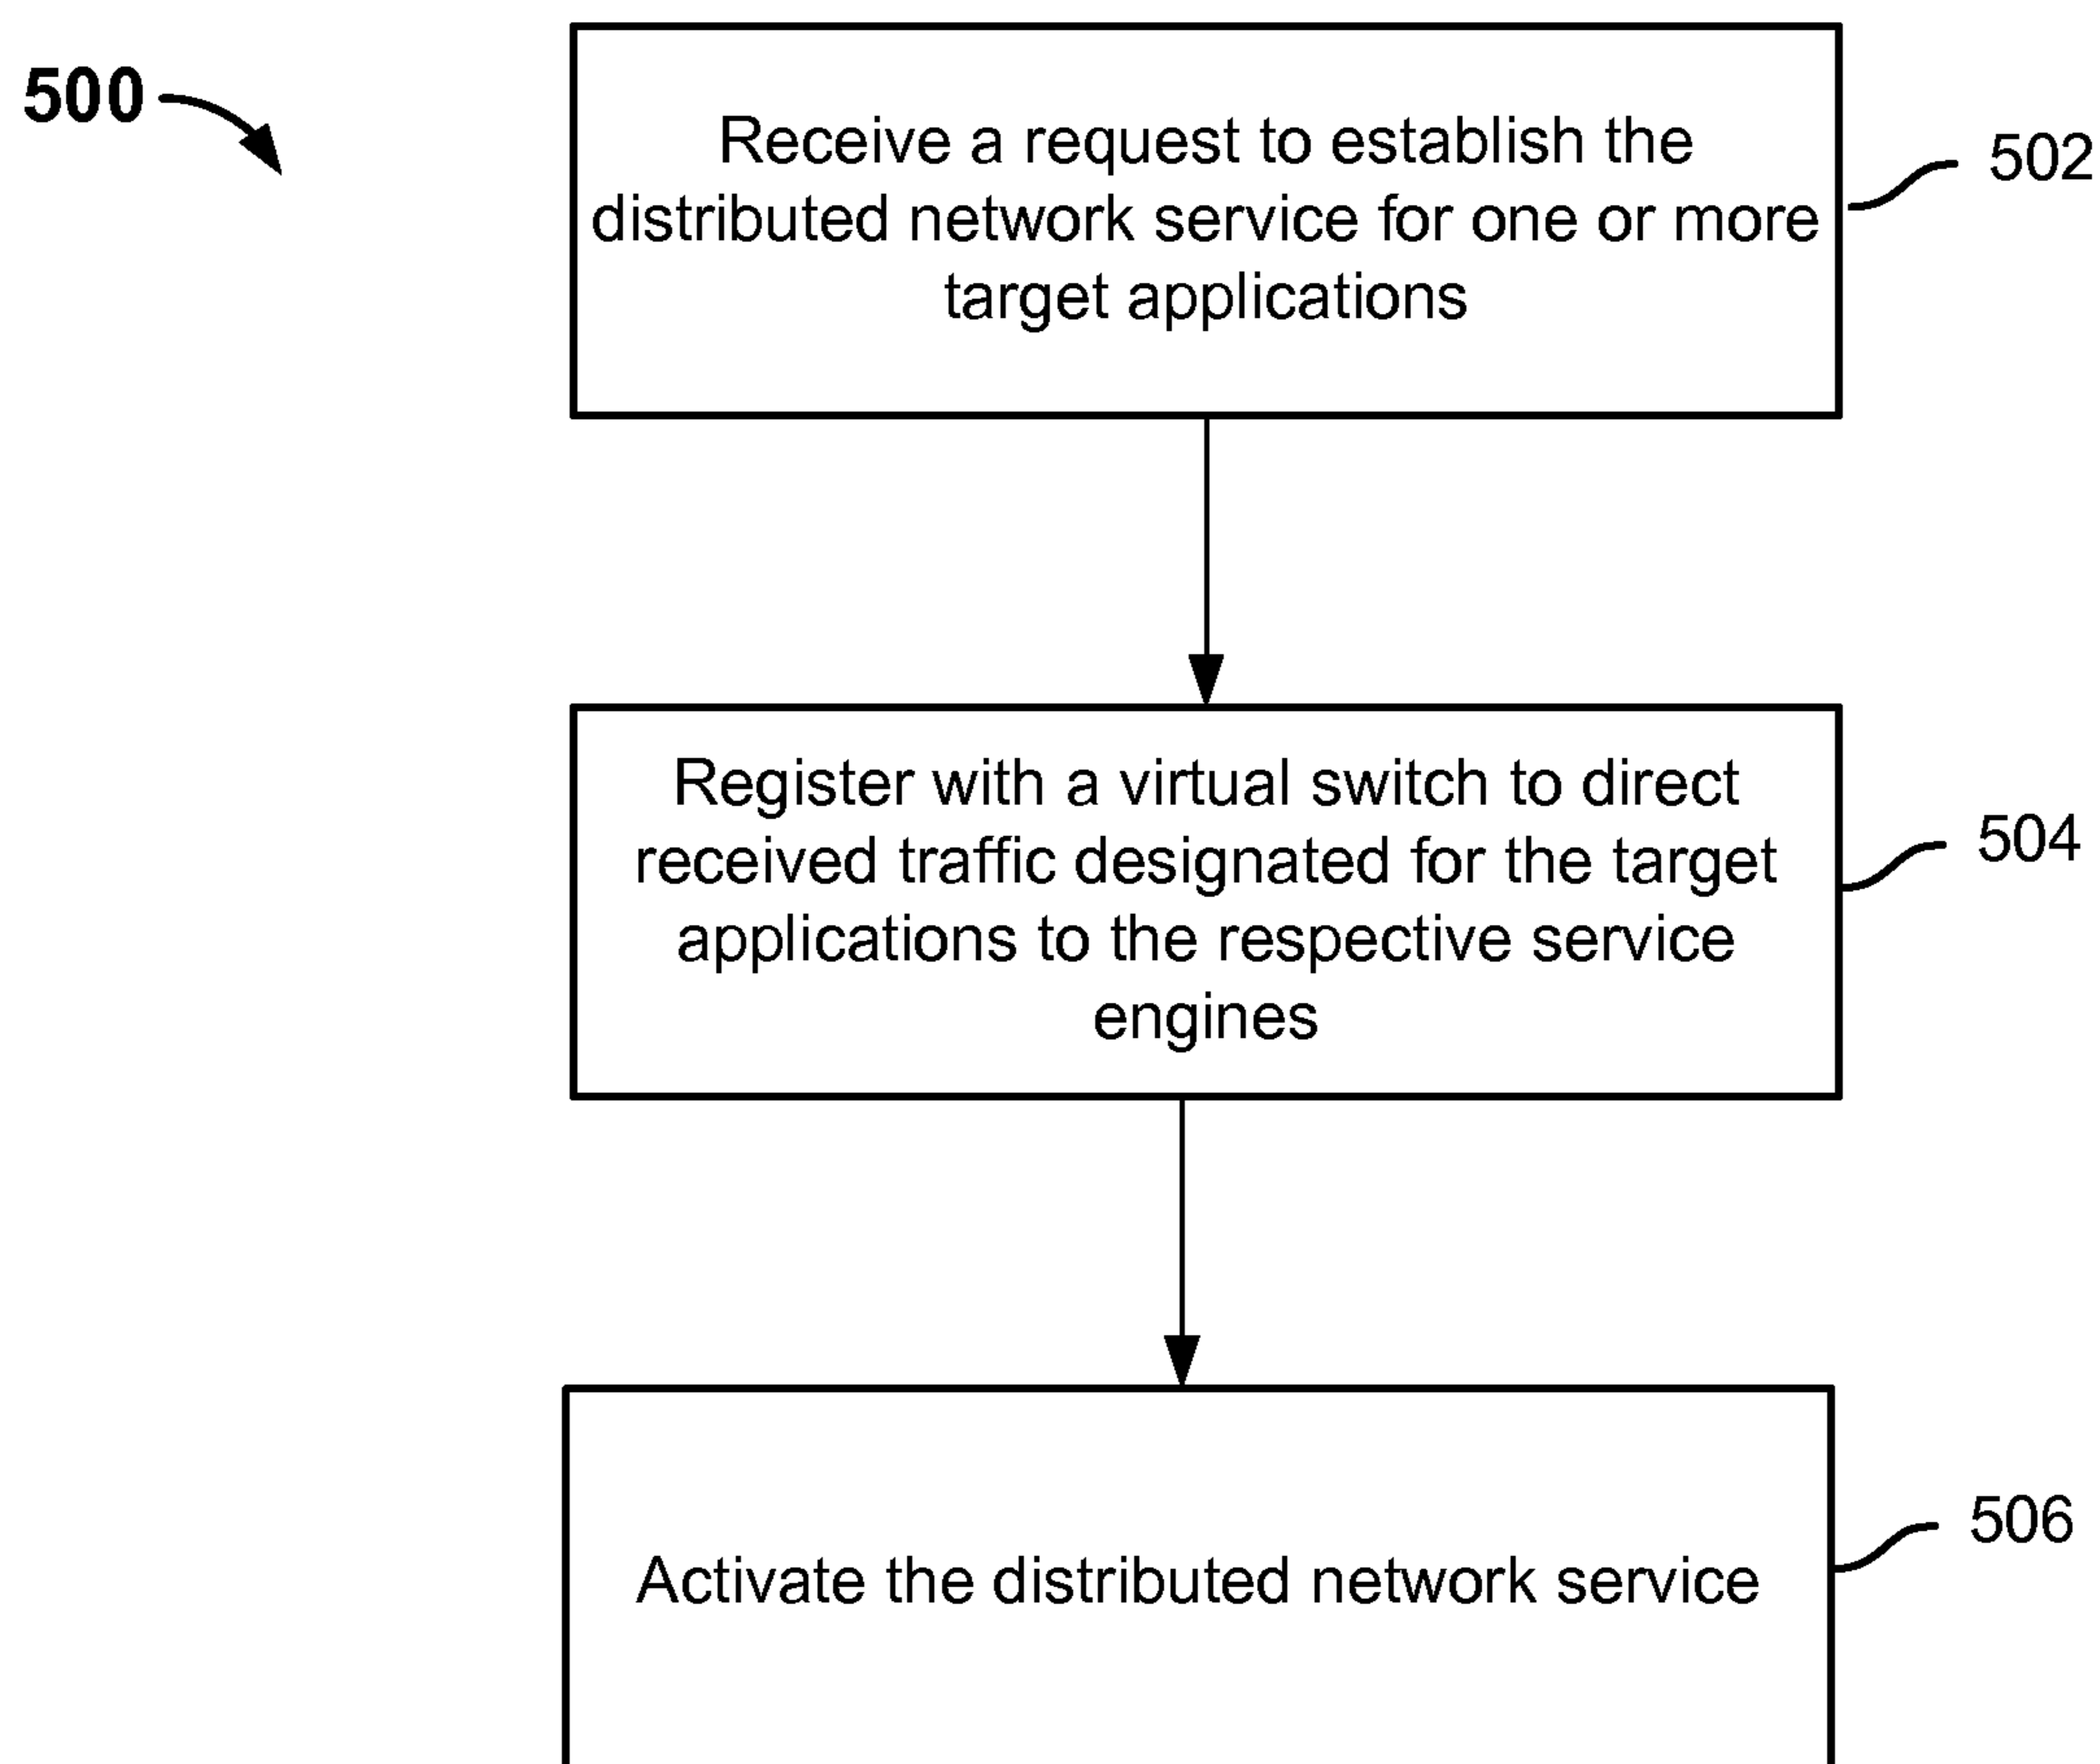 500
Receive a request to establish the
distributed network service for one or more
target applications
502
Register with a virtual switch to direct
received traffic designated for the target
applications to the respective service
engines
504
Activate the distributed network service
506